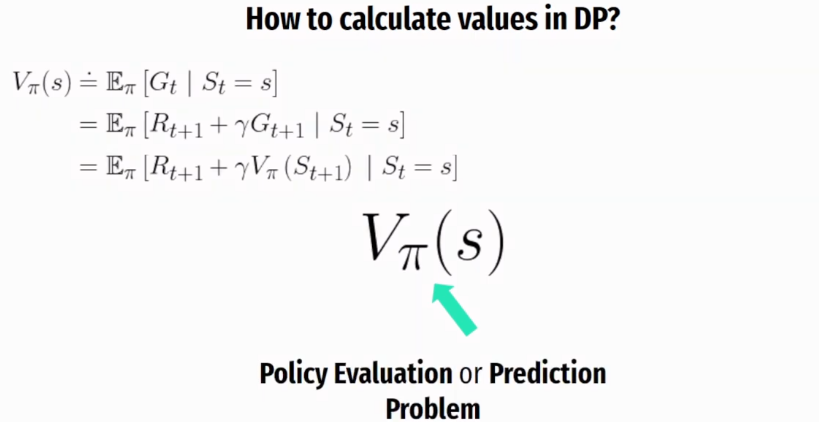 How to calculate values in DP?
V_π(s) ≐ 𝔼_π [G_t | S_t = s]
= 𝔼_π [R_{t+1} + γG_{t+1} | S_t = s]
= 𝔼_π [R_{t+1} + γV_π (S_{t+1}) | S_t = s]
V_π(s)
Policy Evaluation or Prediction
Problem